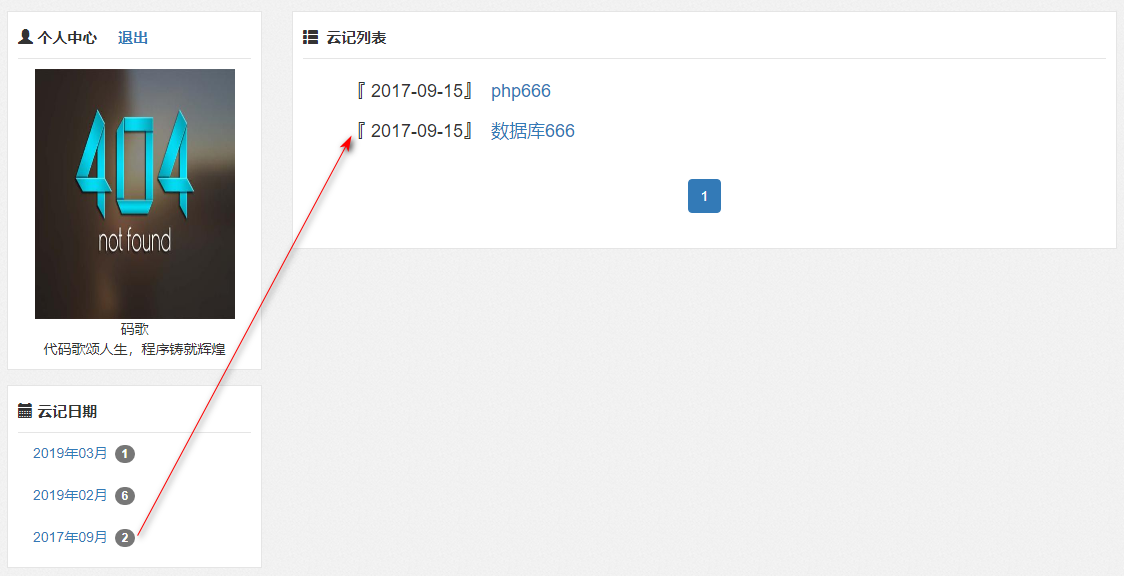 个人中心 退出
404
not found
码歌
代码歌颂人生，程序铸就辉煌
云记日期
2019年03月 1
2019年02月 6
2017年09月 2
云记列表
『 2017-09-15』 php666
『 2017-09-15』 数据库666
1